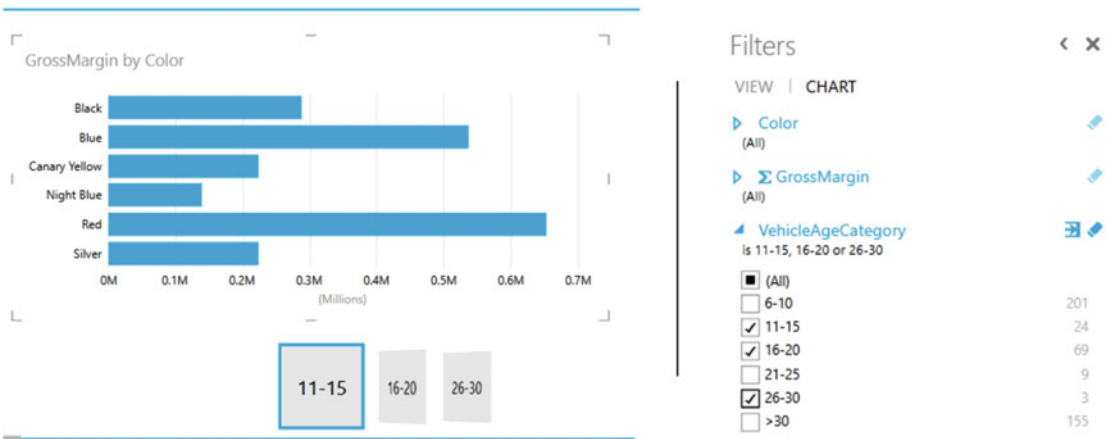 GrossMargin by Color
Black
Blue
Canary Yellow
Night Blue
Red
Silver
0M 0.1M 0.2M 0.3M 0.4M 0.5M 0.6M 0.7M
(Millions)
11-15 16-20 26-30
Filters
VIEW | CHART
Color
(All)
Σ GrossMargin
(All)
VehicleAgeCategory
is 11-15, 16-20 or 26-30
(All)
6-10 201
11-15 24
16-20 69
21-25 9
26-30 3
>30 155